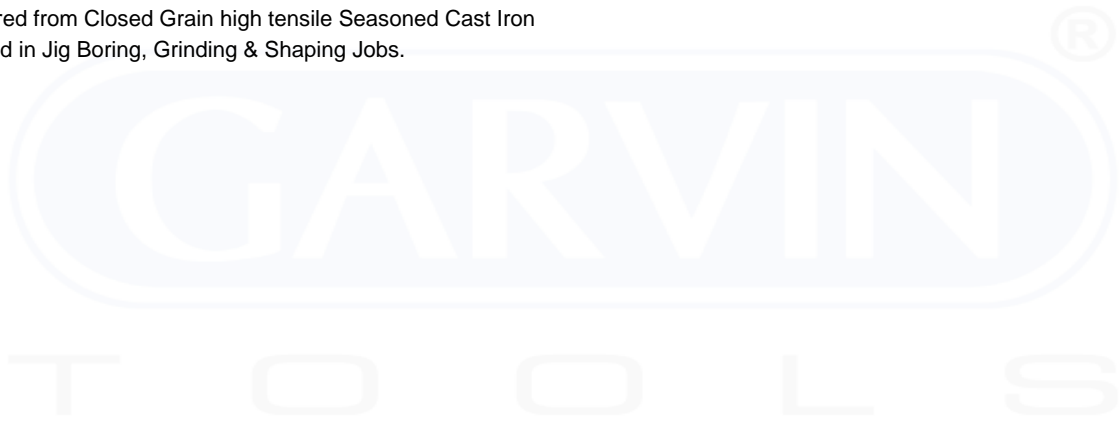 red from Closed Grain high tensile Seasoned Cast Iron
d in Jig Boring, Grinding & Shaping Jobs.
®
GARVIN
TOOLS